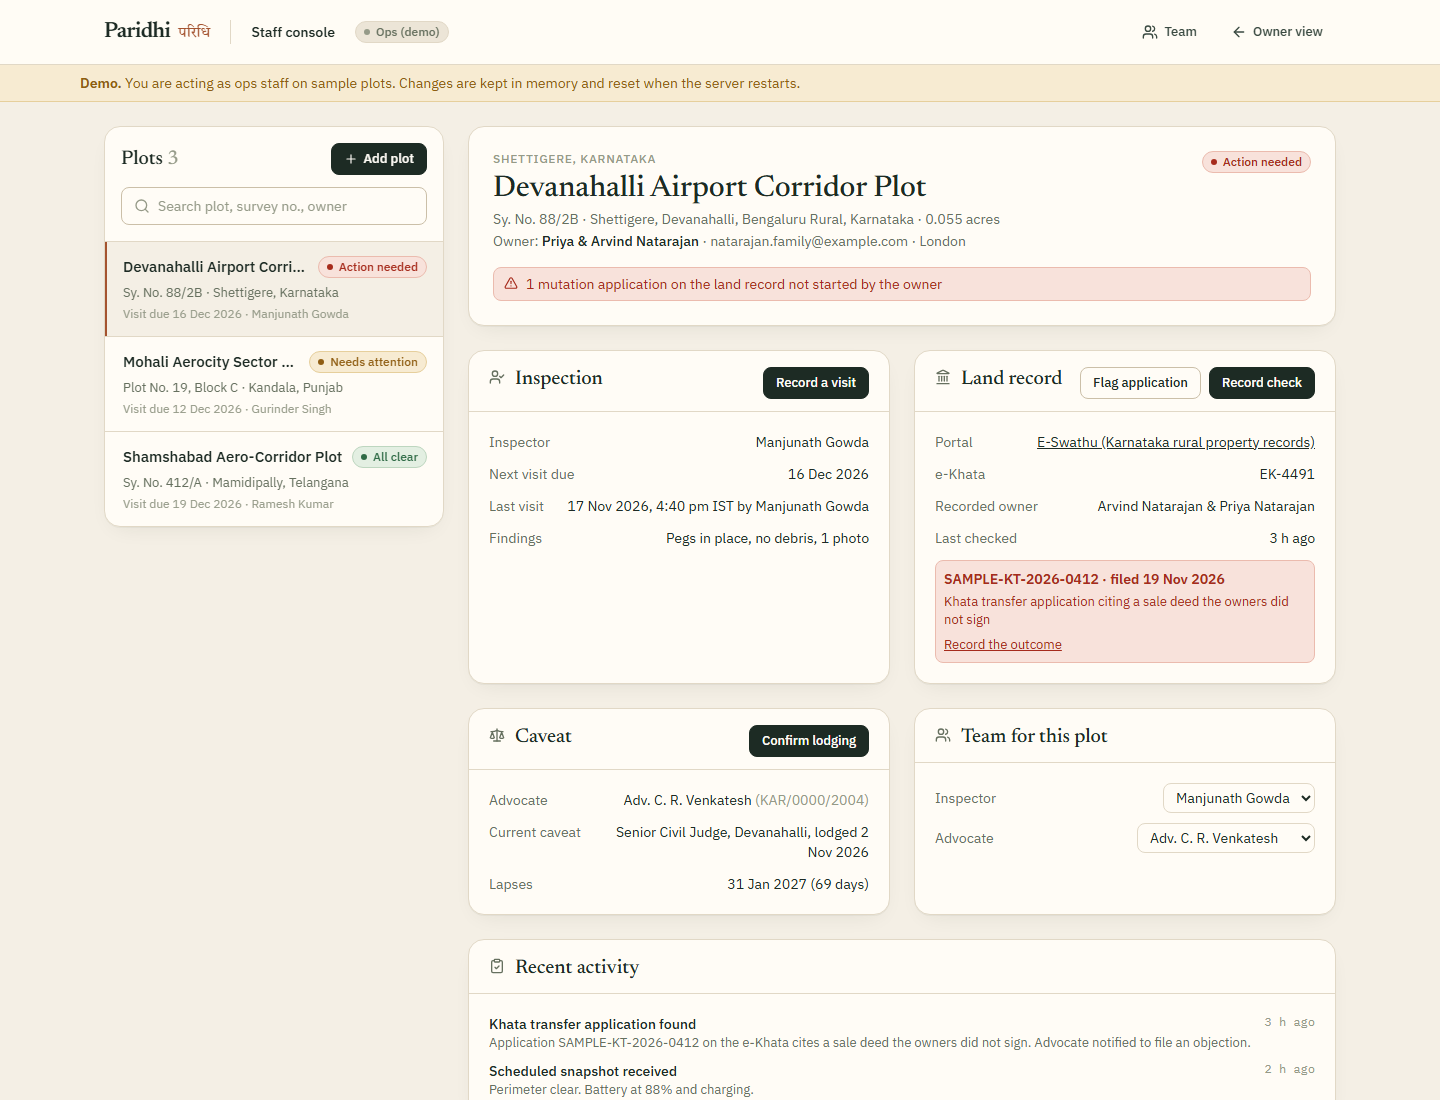 Paridhi परिधि
Staff console
Ops (demo)
Team
Owner view
Demo. You are acting as ops staff on sample plots. Changes are kept in memory and reset when the server restarts.
Plots 3
Add plot
Search plot, survey no., owner
Devanahalli Airport Corri...
Action needed
Sy. No. 88/2B · Shettigere, Karnataka
Visit due 16 Dec 2026 · Manjunath Gowda
Mohali Aerocity Sector ...
Needs attention
Plot No. 19, Block C · Kandala, Punjab
Visit due 12 Dec 2026 · Gurinder Singh
Shamshabad Aero-Corridor Plot
All clear
Sy. No. 412/A · Mamidipally, Telangana
Visit due 19 Dec 2026 · Ramesh Kumar
SHETTIGERE, KARNATAKA
Action needed
Devanahalli Airport Corridor Plot
Sy. No. 88/2B · Shettigere, Devanahalli, Bengaluru Rural, Karnataka · 0.055 acres
Owner: Priya & Arvind Natarajan · natarajan.family@example.com · London
1 mutation application on the land record not started by the owner
Inspection
Record a visit
Inspector
Manjunath Gowda
Next visit due
16 Dec 2026
Last visit
17 Nov 2026, 4:40 pm IST by Manjunath Gowda
Findings
Pegs in place, no debris, 1 photo
Land record
Flag application
Record check
Portal
E-Swathu (Karnataka rural property records)
e-Khata
EK-4491
Recorded owner
Arvind Natarajan & Priya Natarajan
Last checked
3 h ago
SAMPLE-KT-2026-0412 · filed 19 Nov 2026
Khata transfer application citing a sale deed the owners did
not sign
Record the outcome
Caveat
Confirm lodging
Advocate
Adv. C. R. Venkatesh (KAR/0000/2004)
Current caveat
Senior Civil Judge, Devanahalli, lodged 2
Nov 2026
Lapses
31 Jan 2027 (69 days)
Team for this plot
Inspector
Manjunath Gowda
Advocate
Adv. C. R. Venkatesh
Recent activity
Khata transfer application found
3 h ago
Application SAMPLE-KT-2026-0412 on the e-Khata cites a sale deed the owners did not sign. Advocate notified to file an objection.
Scheduled snapshot received
2 h ago
Perimeter clear. Battery at 88% and charging.